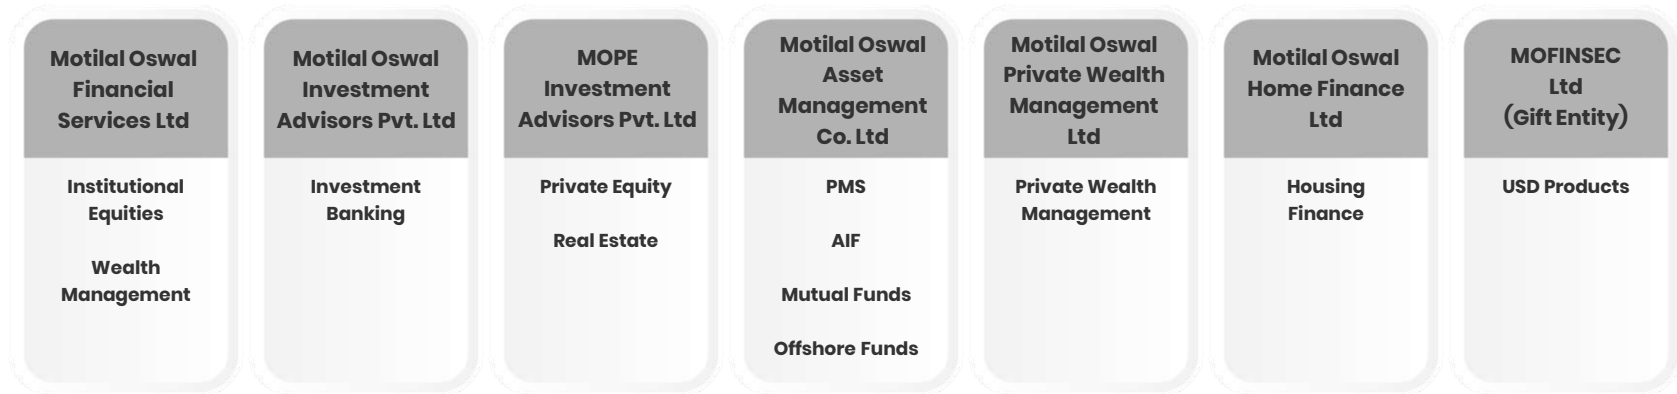 Motilal Oswal
Financial
Services Ltd
Institutional
Equities
Wealth
Management
Motilal Oswal
Investment
Advisors Pvt. Ltd
Investment
Banking
MOPE
Investment
Advisors Pvt. Ltd
Private Equity
Real Estate
Motilal Oswal
Asset
Management
Co. Ltd
PMS
AIF
Mutual Funds
Offshore Funds
Motilal Oswal
Private Wealth
Management
Ltd
Private Wealth
Management
Motilal Oswal
Home Finance
Ltd
Housing
Finance
MOFINSEC
Ltd
(Gift Entity)
USD Products